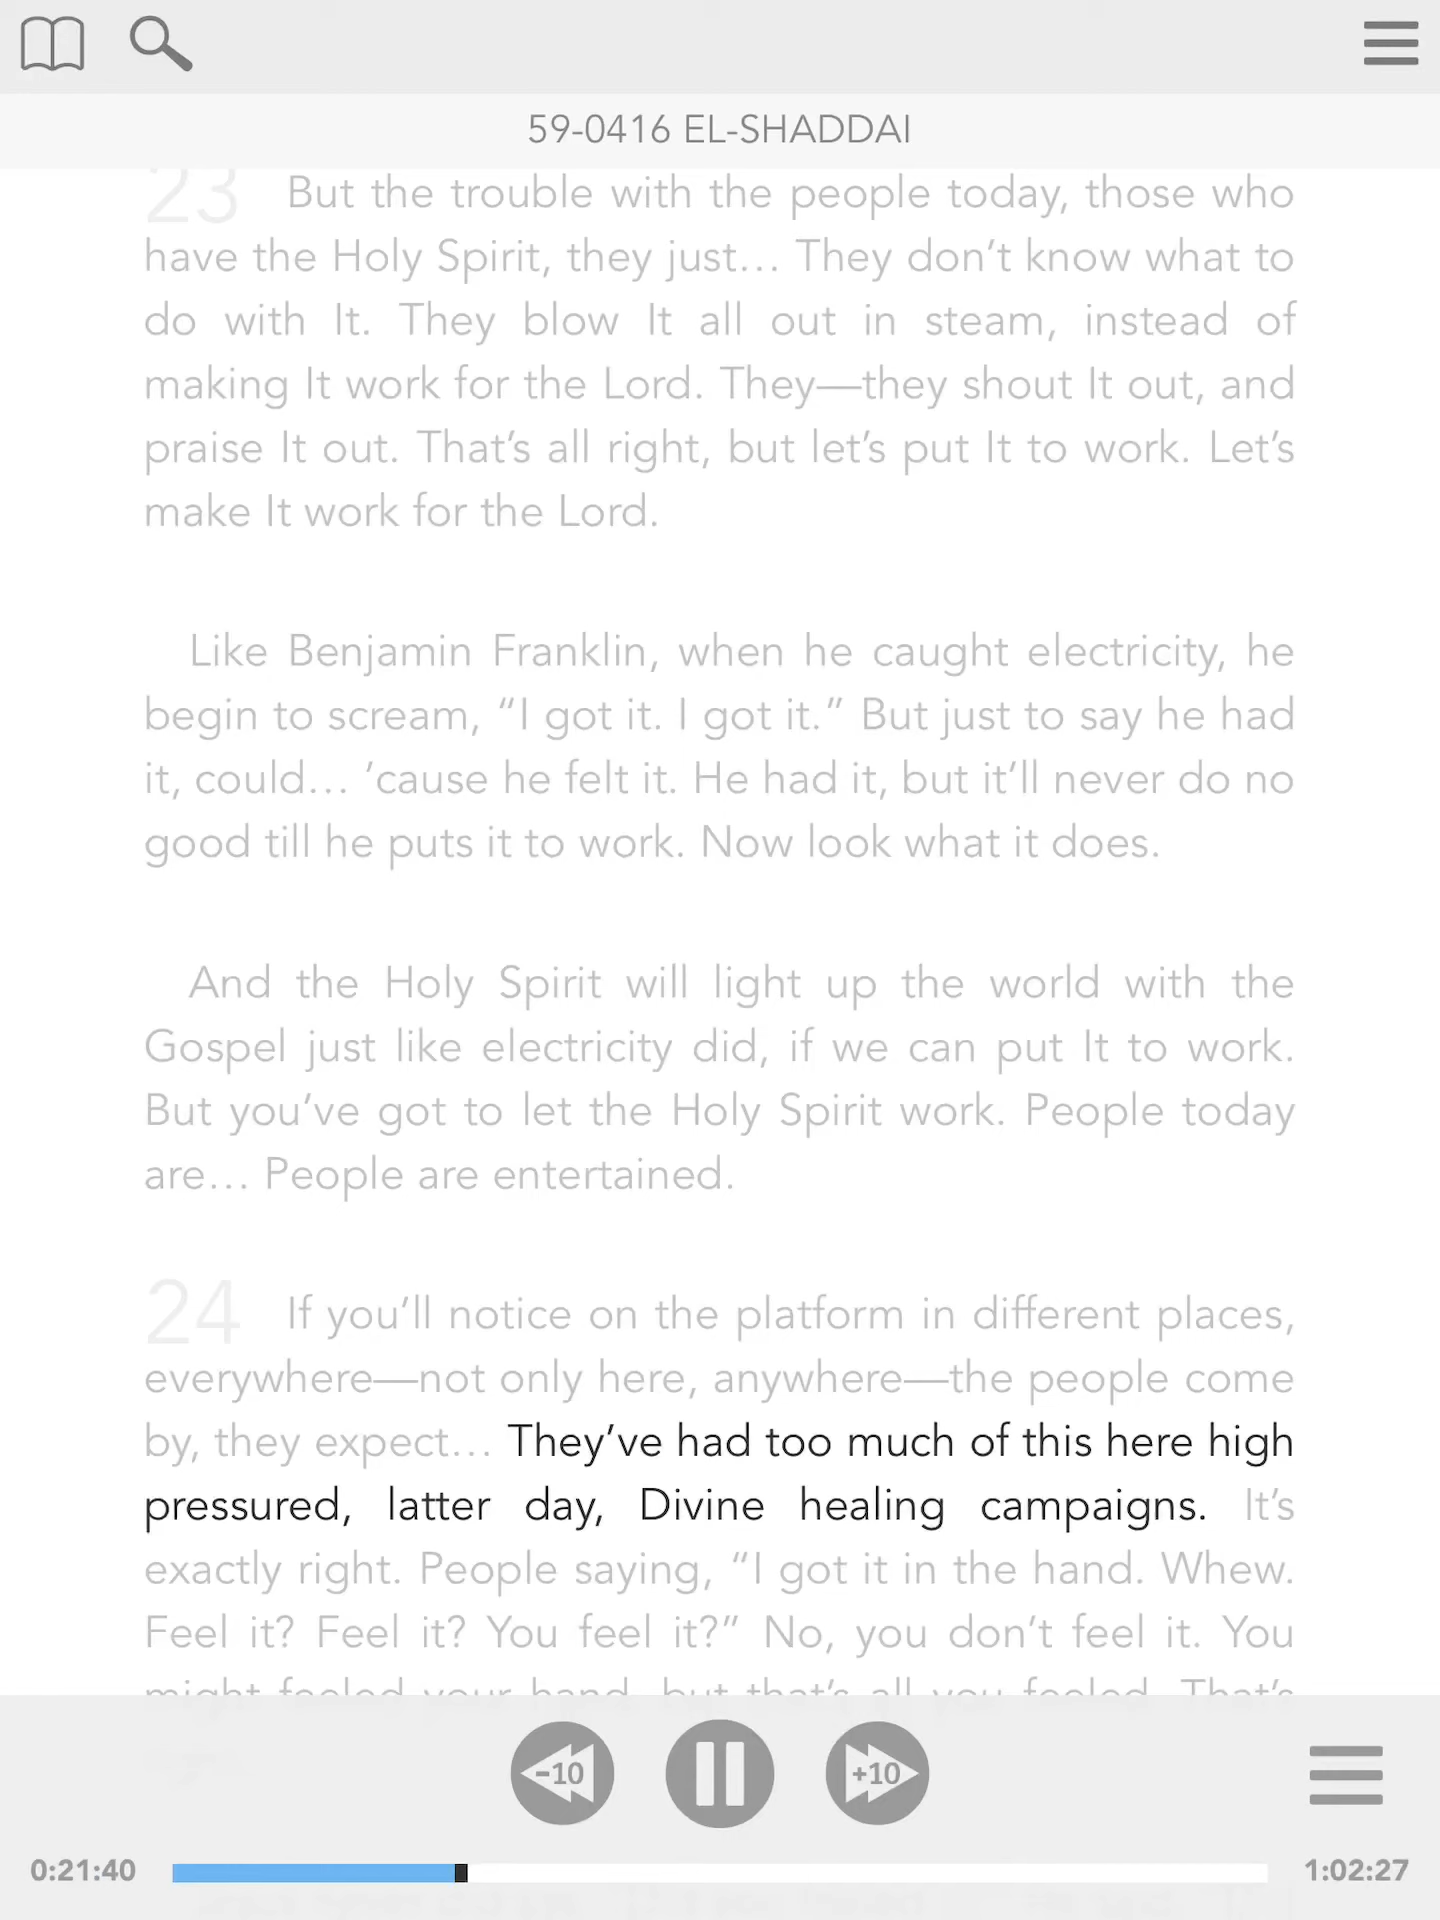 59-0416 EL-SHADDAI
23 But the trouble with the people today, those who
have the Holy Spirit, they just… They don’t know what to
do with It. They blow It all out in steam, instead of
making It work for the Lord. They—they shout It out, and
praise It out. That’s all right, but let’s put It to work. Let’s
make It work for the Lord.
Like Benjamin Franklin, when he caught electricity, he
begin to scream, “I got it. I got it.” But just to say he had
it, could… ’cause he felt it. He had it, but it’ll never do no
good till he puts it to work. Now look what it does.
And the Holy Spirit will light up the world with the
Gospel just like electricity did, if we can put It to work.
But you’ve got to let the Holy Spirit work. People today
are… People are entertained.
24 If you’ll notice on the platform in different places,
everywhere—not only here, anywhere—the people come
by, they expect… They’ve had too much of this here high
pressured, latter day, Divine healing campaigns. It’s
exactly right. People saying, “I got it in the hand. Whew.
Feel it? Feel it? You feel it?” No, you don’t feel it. You
might feeled your hand, but that’s all you feeled. That’s
-10 +10
0:21:40 1:02:27